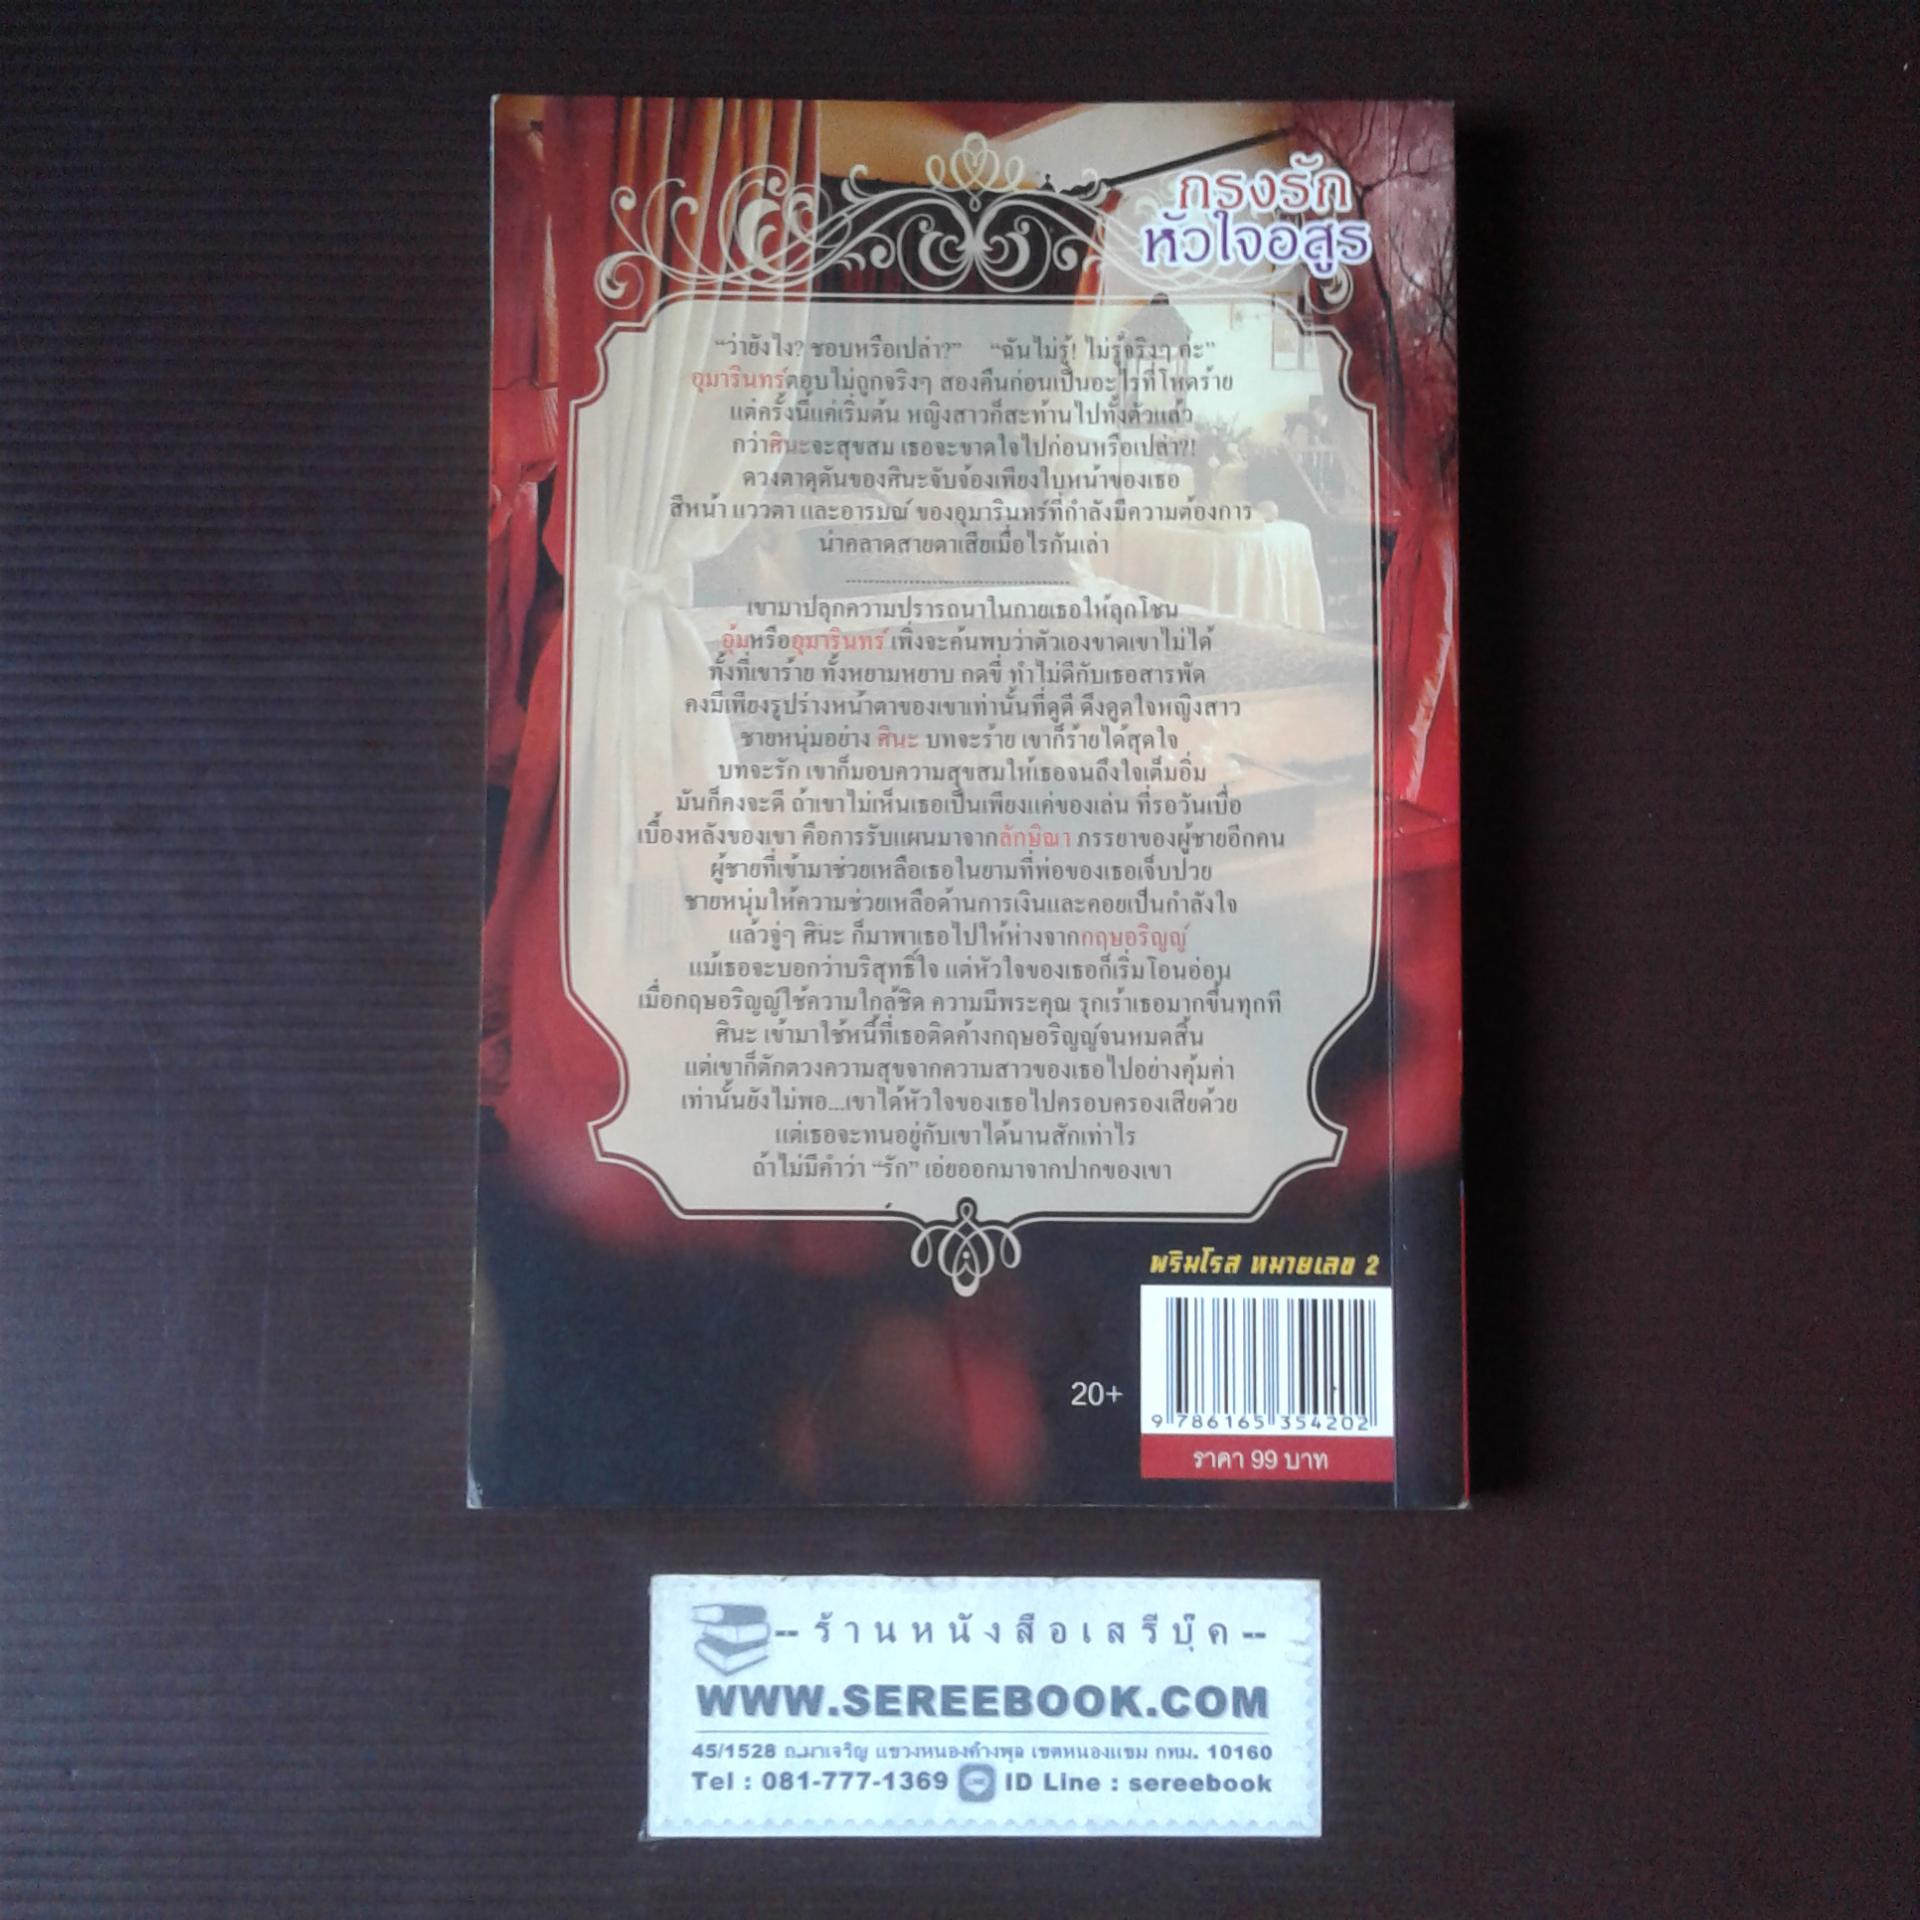 กรงรัก
หัวใจอสูร
“ว่ายังไง? ชอบหรือเปล่า?” “ฉันไม่รู้! ไม่รู้จริงๆ ค่ะ”
อุมารินทร์ตอบไม่ถูกจริงๆ สองคืนก่อนเป็นอะไรที่โหดร้าย
แต่ครั้งนี้แค่เริ่มต้น หญิงสาวก็สะท้านไปทั้งตัวแล้ว
กว่าศินะจะสุขสม เธอจะขาดใจไปก่อนหรือเปล่า?!
ดวงตาดุดันของศินะจับจ้องเพียงใบหน้าของเธอ
สีหน้า แววตา และอารมณ์ ของอุมารินทร์ที่กำลังมีความต้องการ
น่าคลาดสายตาเสียเมื่อไรกันเล่า
......................................
เขามาปลุกความปรารถนาในกายเธอให้ลุกโชน
อุ้มหรืออุมารินทร์ เพิ่งจะค้นพบว่าตัวเองขาดเขาไม่ได้
ทั้งที่เขาร้าย ทั้งหยามหยาบ กดขี่ ทำไม่ดีกับเธอสารพัด
คงมีเพียงรูปร่างหน้าตาของเขาเท่านั้นที่ดูดี ดึงดูดใจหญิงสาว
ชายหนุ่มอย่าง ศินะ บทจะร้าย เขาก็ร้ายได้สุดใจ
บทจะรัก เขาก็มอบความสุขสมให้เธอจนถึงใจเต็มอิ่ม
มันก็คงจะดี ถ้าเขาไม่เห็นเธอเป็นเพียงแค่ของเล่น ที่รอวันเบื่อ
เบื้องหลังของเขา คือการรับแผนมาจากลักษิณา ภรรยาของผู้ชายอีกคน
ผู้ชายที่เข้ามาช่วยเหลือเธอในยามที่พ่อของเธอเจ็บป่วย
ชายหนุ่มให้ความช่วยเหลือด้านการเงินและคอยเป็นกำลังใจ
แล้วจู่ๆ ศินะ ก็มาพาเธอไปให้ห่างจากกฤษอริญญ์
แม้เธอจะบอกว่าบริสุทธิ์ใจ แต่หัวใจของเธอก็เริ่มโอนอ่อน
เมื่อกฤษอริญญ์ใช้ความใกล้ชิด ความมีพระคุณ รุกเร้าเธอมากขึ้นทุกที
ศินะ เข้ามาใช้หนี้ที่เธอติดค้างกฤษอริญญ์จนหมดสิ้น
แต่เขาก็ตักตวงความสุขจากความสาวของเธอไปอย่างคุ้มค่า
เท่านั้นยังไม่พอ...เขาได้หัวใจของเธอไปครอบครองเสียด้วย
แต่เธอจะทนอยู่กับเขาได้นานสักเท่าไร
ถ้าไม่มีคำว่า “รัก” เอ่ยออกมาจากปากของเขา
พริมโรส หมายเลข 2
20+
9 786165 354202
ราคา 99 บาท
-- ร้านหนังสือเสรีบุ๊ค --
WWW.SEREEBOOK.COM
45/1528 ถ.มาเจริญ แขวงหนองค้างพลู เขตหนองแขม กทม. 10160
Tel : 081-777-1369 LINE ID Line : sereebook